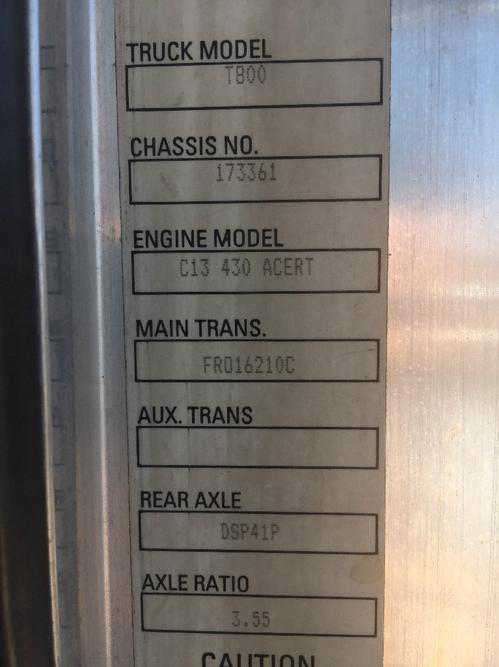 TRUCK MODEL
T800
CHASSIS NO.
173361
ENGINE MODEL
C13 430 ACERT
MAIN TRANS.
FRO16210C
AUX. TRANS
REAR AXLE
DSP41P
AXLE RATIO
3.55
CAUTION